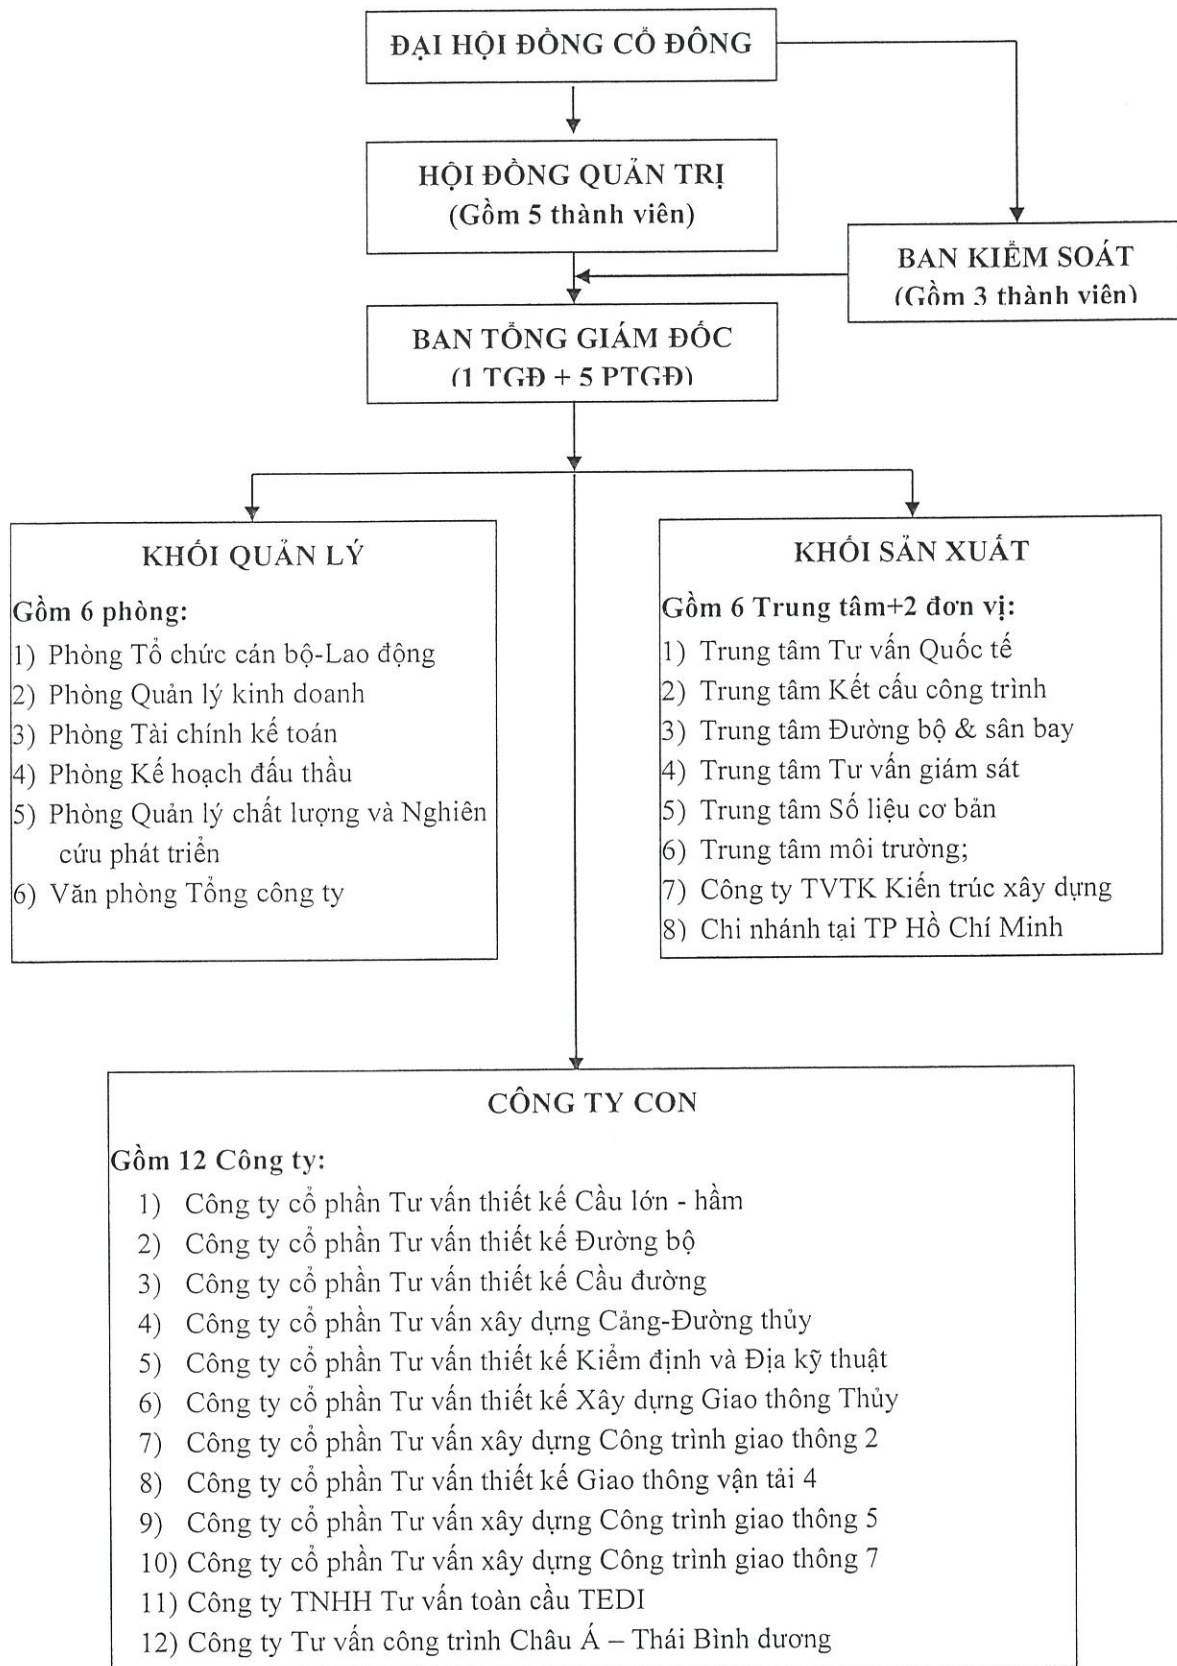 ĐẠI HỘI ĐỒNG CỔ ĐÔNG
HỘI ĐỒNG QUẢN TRỊ
(Gồm 5 thành viên)
BAN KIỂM SOÁT
(Gồm 3 thành viên)
BAN TỔNG GIÁM ĐỐC
(1 TGĐ + 5 PTGĐ)
KHỐI QUẢN LÝ
Gồm 6 phòng:
1) Phòng Tổ chức cán bộ-Lao động
2) Phòng Quản lý kinh doanh
3) Phòng Tài chính kế toán
4) Phòng Kế hoạch đấu thầu
5) Phòng Quản lý chất lượng và Nghiên
cứu phát triển
6) Văn phòng Tổng công ty
KHỐI SẢN XUẤT
Gồm 6 Trung tâm+2 đơn vị:
1) Trung tâm Tư vấn Quốc tế
2) Trung tâm Kết cấu công trình
3) Trung tâm Đường bộ & sân bay
4) Trung tâm Tư vấn giám sát
5) Trung tâm Số liệu cơ bản
6) Trung tâm môi trường;
7) Công ty TVTK Kiến trúc xây dựng
8) Chi nhánh tại TP Hồ Chí Minh
CÔNG TY CON
Gồm 12 Công ty:
1) Công ty cổ phần Tư vấn thiết kế Cầu lớn - hầm
2) Công ty cổ phần Tư vấn thiết kế Đường bộ
3) Công ty cổ phần Tư vấn thiết kế Cầu đường
4) Công ty cổ phần Tư vấn xây dựng Cảng-Đường thủy
5) Công ty cổ phần Tư vấn thiết kế Kiểm định và Địa kỹ thuật
6) Công ty cổ phần Tư vấn thiết kế Xây dựng Giao thông Thủy
7) Công ty cổ phần Tư vấn xây dựng Công trình giao thông 2
8) Công ty cổ phần Tư vấn thiết kế Giao thông vận tải 4
9) Công ty cổ phần Tư vấn xây dựng Công trình giao thông 5
10) Công ty cổ phần Tư vấn xây dựng Công trình giao thông 7
11) Công ty TNHH Tư vấn toàn cầu TEDI
12) Công ty Tư vấn công trình Châu Á – Thái Bình dương